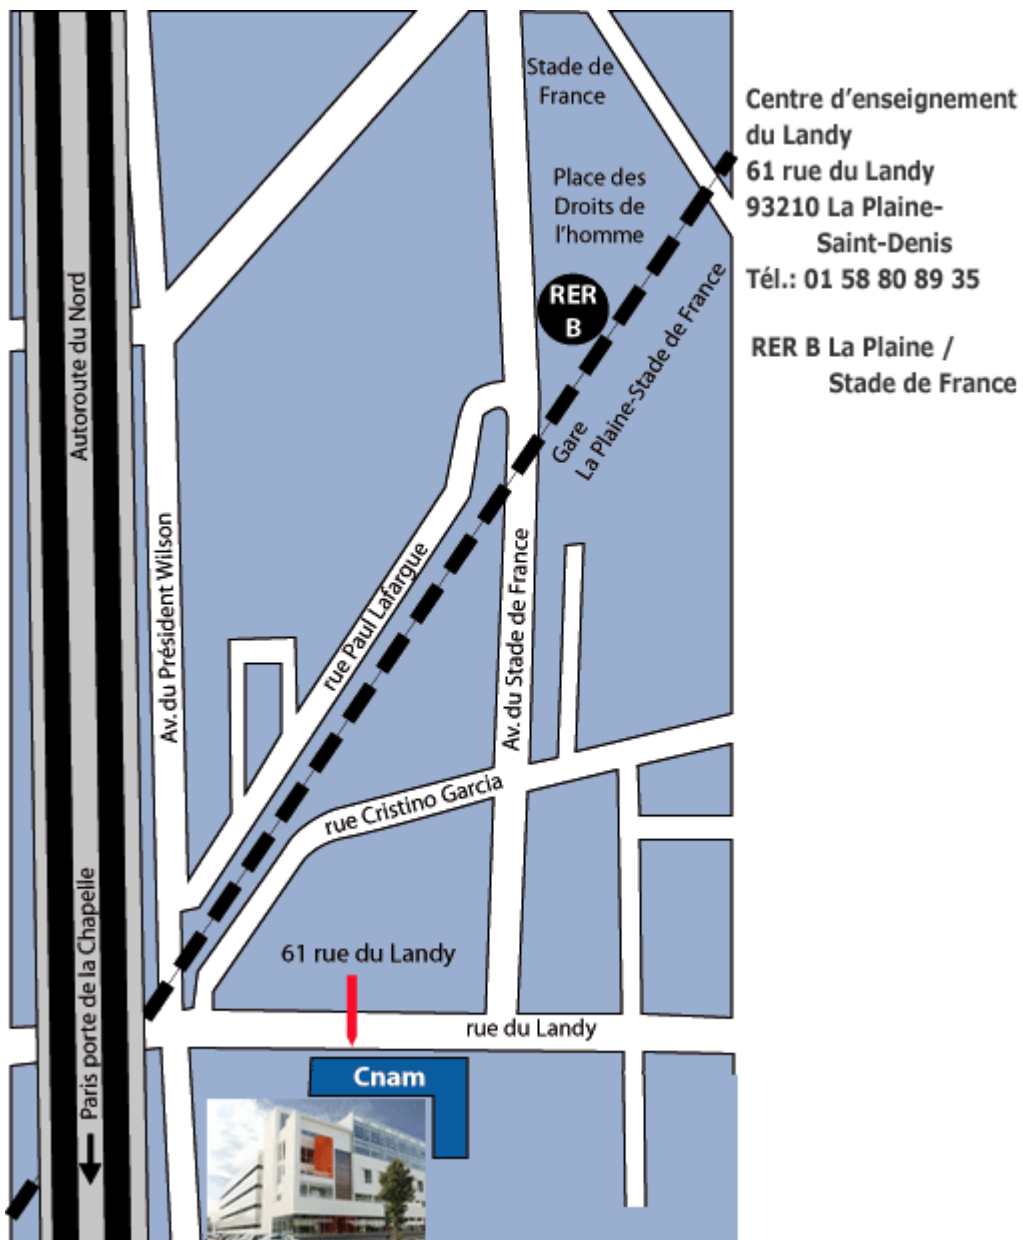 Stade de
France
Place des
Droits de
l'homme
RER
B
Gare
La Plaine-Stade de France
Autoroute du Nord
Av. du Président Wilson
rue Paul Lafargue
Av. du Stade de France
rue Cristino Garcia
Paris porte de la Chapelle
61 rue du Landy
rue du Landy
Cnam
Centre d'enseignement
du Landy
61 rue du Landy
93210 La Plaine-
Saint-Denis
Tél.: 01 58 80 89 35
RER B La Plaine /
Stade de France